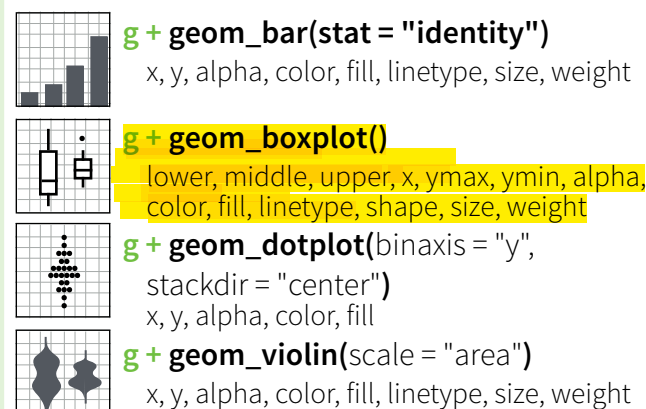 g + geom_bar(stat = "identity")
x, y, alpha, color, fill, linetype, size, weight
g + geom_boxplot()
lower, middle, upper, x, ymax, ymin, alpha,
color, fill, linetype, shape, size, weight
g + geom_dotplot(binaxis = "y",
stackdir = "center")
x, y, alpha, color, fill
g + geom_violin(scale = "area")
x, y, alpha, color, fill, linetype, size, weight